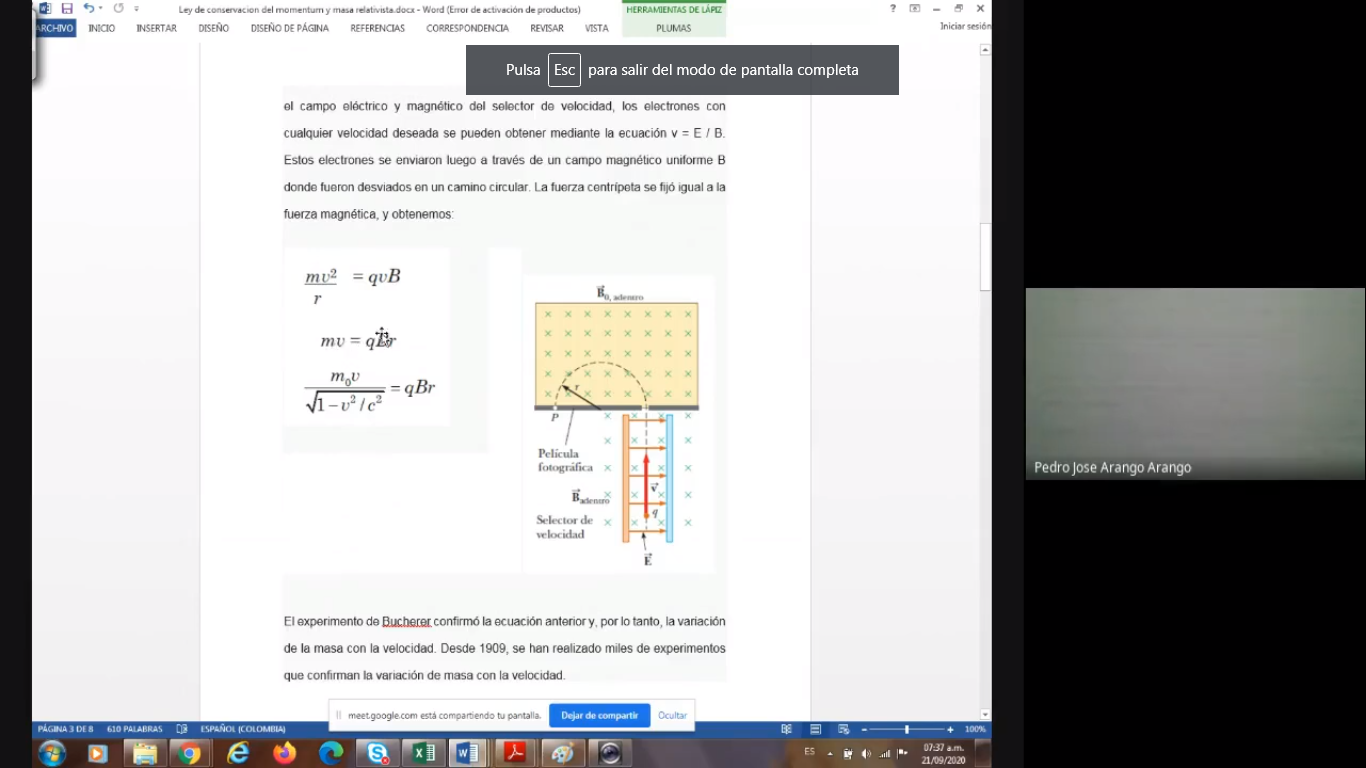 Ley de conservacion del momentum y masa relativista.docx - Word (Error de activación de productos)
HERRAMIENTAS DE LÁPIZ
ARCHIVO INICIO INSERTAR DISEÑO DISEÑO DE PÁGINA REFERENCIAS CORRESPONDENCIA REVISAR VISTA PLUMAS
Iniciar sesión
Pulsa Esc para salir del modo de pantalla completa
el campo eléctrico y magnético del selector de velocidad, los electrones con
cualquier velocidad deseada se pueden obtener mediante la ecuación v = E / B.
Estos electrones se enviaron luego a través de un campo magnético uniforme B
donde fueron desviados en un camino circular. La fuerza centrípeta se fijó igual a la
fuerza magnética, y obtenemos:
mv² / r = qvB
mv = qBr
m₀v / √1 − v²/c² = qBr
B⃗₀, adentro
r
P
Película
fotográfica
v⃗
B⃗adentro
q
Selector de
velocidad
E⃗
El experimento de Bucherer confirmó la ecuación anterior y, por lo tanto, la variación
de la masa con la velocidad. Desde 1909, se han realizado miles de experimentos
que confirman la variación de masa con la velocidad.
Pedro Jose Arango Arango
meet.google.com está compartiendo tu pantalla. Dejar de compartir Ocultar
PÁGINA 3 DE 8 610 PALABRAS ESPAÑOL (COLOMBIA) 100%
ES 07:37 a.m.
21/09/2020